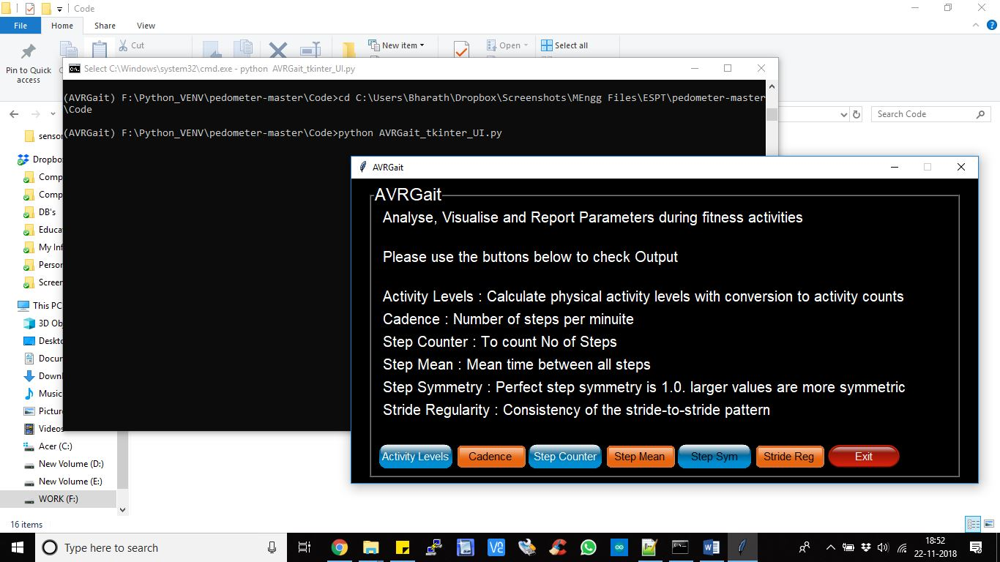 Code
File
Home
Share
View
Pin to Quick
access
Cut
New item
Open
Select all
Select C:\Windows\system32\cmd.exe - python  AVRGait_tkinter_UI.py
(AVRGait) F:\Python_VENV\pedometer-master\Code>cd C:\Users\Bharath\Dropbox\Screenshots\MEngg Files\ESPT\pedometer-master
\Code
(AVRGait) F:\Python_VENV\pedometer-master\Code>python AVRGait_tkinter_UI.py
Search Code
sensor
Dropbo
Comp
Comp
DB's
Educa
My Inf
Person
Screen
This PC
3D Ob
Deskto
Docun
Downl
Music
Picture
Videos
Acer (C:)
New Volume (D:)
New Volume (E:)
WORK (F:)
16 items
AVRGait
AVRGait
Analyse, Visualise and Report Parameters during fitness activities
Please use the buttons below to check Output
Activity Levels : Calculate physical activity levels with conversion to activity counts
Cadence : Number of steps per minuite
Step Counter : To count No of Steps
Step Mean : Mean time between all steps
Step Symmetry : Perfect step symmetry is 1.0. larger values are more symmetric
Stride Regularity : Consistency of the stride-to-stride pattern
Activity Levels
Cadence
Step Counter
Step Mean
Step Sym
Stride Reg
Exit
Type here to search
18:52
22-11-2018